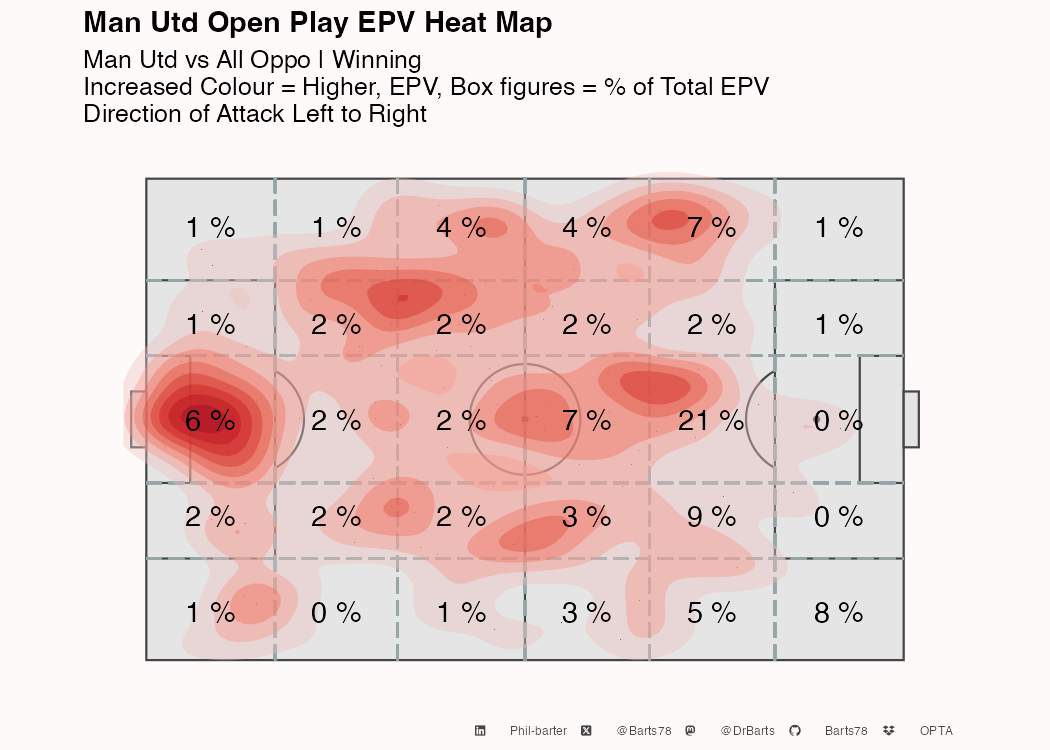 Man Utd Open Play EPV Heat Map
Man Utd vs All Oppo | Winning
Increased Colour = Higher, EPV, Box figures = % of Total EPV
Direction of Attack Left to Right
1 % 1 % 4 % 4 % 7 % 1 %
1 % 2 % 2 % 2 % 2 % 1 %
6 % 2 % 2 % 7 % 21 % 0 %
2 % 2 % 2 % 3 % 9 % 0 %
1 % 0 % 1 % 3 % 5 % 8 %
Phil-barter @Barts78 @DrBarts Barts78 OPTA